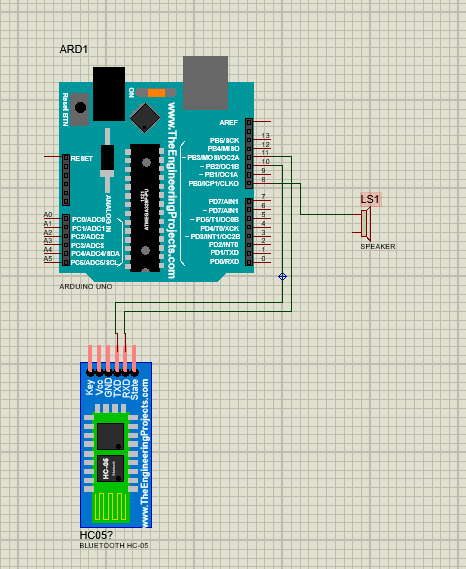 ARD1
Reset BTN
ON
www.TheEngineeringProjects.com
AREF
PB5/SCK
13
PB4/MISO
12
~PB3/MOSI/OC2A
11
~PB2/OC1B
10
~PB1/OC1A
9
PB0/ICP1/CLKO
8
RESET
ANALOG IN
ATMEGA328P-PU
PD7/AIN1
7
~PD7/AIN1
6
~PD5/T1/OC0B
5
PD4/T0/XCK
4
~PD3/INT1/OC2B
3
PD2/INT0
2
PD1/TXD
1
PD0/RXD
0
A0
PC0/ADC0
A1
PC1/ADC1
A2
PC2/ADC2
A3
PC3/ADC3
A4
PC4/ADC4/SDA
A5
PC5/ADC5/SCL
ARDUINO UNO
LS1
SPEAKER
Key
Vcc
GND
TXD
RXD
State
HC-05
www.TheEngineeringProjects.com
HC05?
BLUETOOTH HC-05